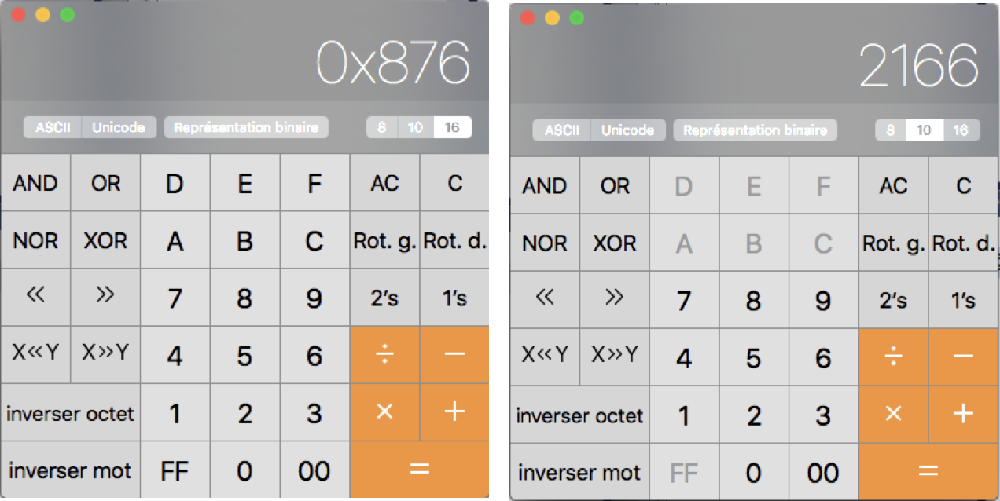 0x876
ASCII Unicode Représentation binaire 8 10 16
AND OR D E F AC C
NOR XOR A B C Rot. g. Rot. d.
<< >> 7 8 9 2's 1's
X<<Y X>>Y 4 5 6 ÷ −
inverser octet 1 2 3 × +
inverser mot FF 0 00 =
2166
ASCII Unicode Représentation binaire 8 10 16
AND OR D E F AC C
NOR XOR A B C Rot. g. Rot. d.
<< >> 7 8 9 2's 1's
X<<Y X>>Y 4 5 6 ÷ −
inverser octet 1 2 3 × +
inverser mot FF 0 00 =